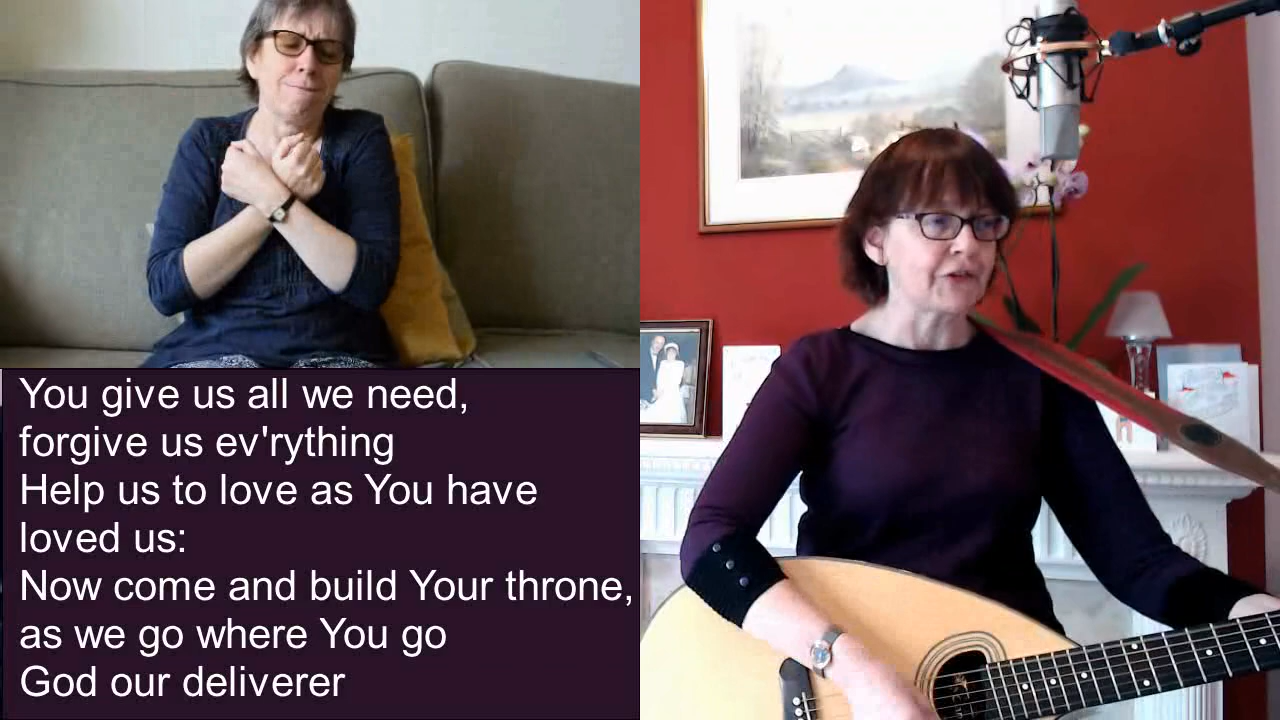 You give us all we need,
forgive us ev'rything
Help us to love as You have
loved us:
Now come and build Your throne,
as we go where You go
God our deliverer